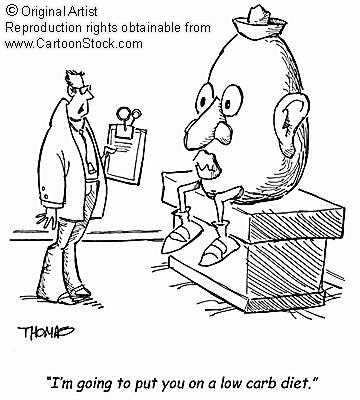 © Original Artist
Reproduction rights obtainable from
www.CartoonStock.com
THOMAS
"I'm going to put you on a low carb diet."